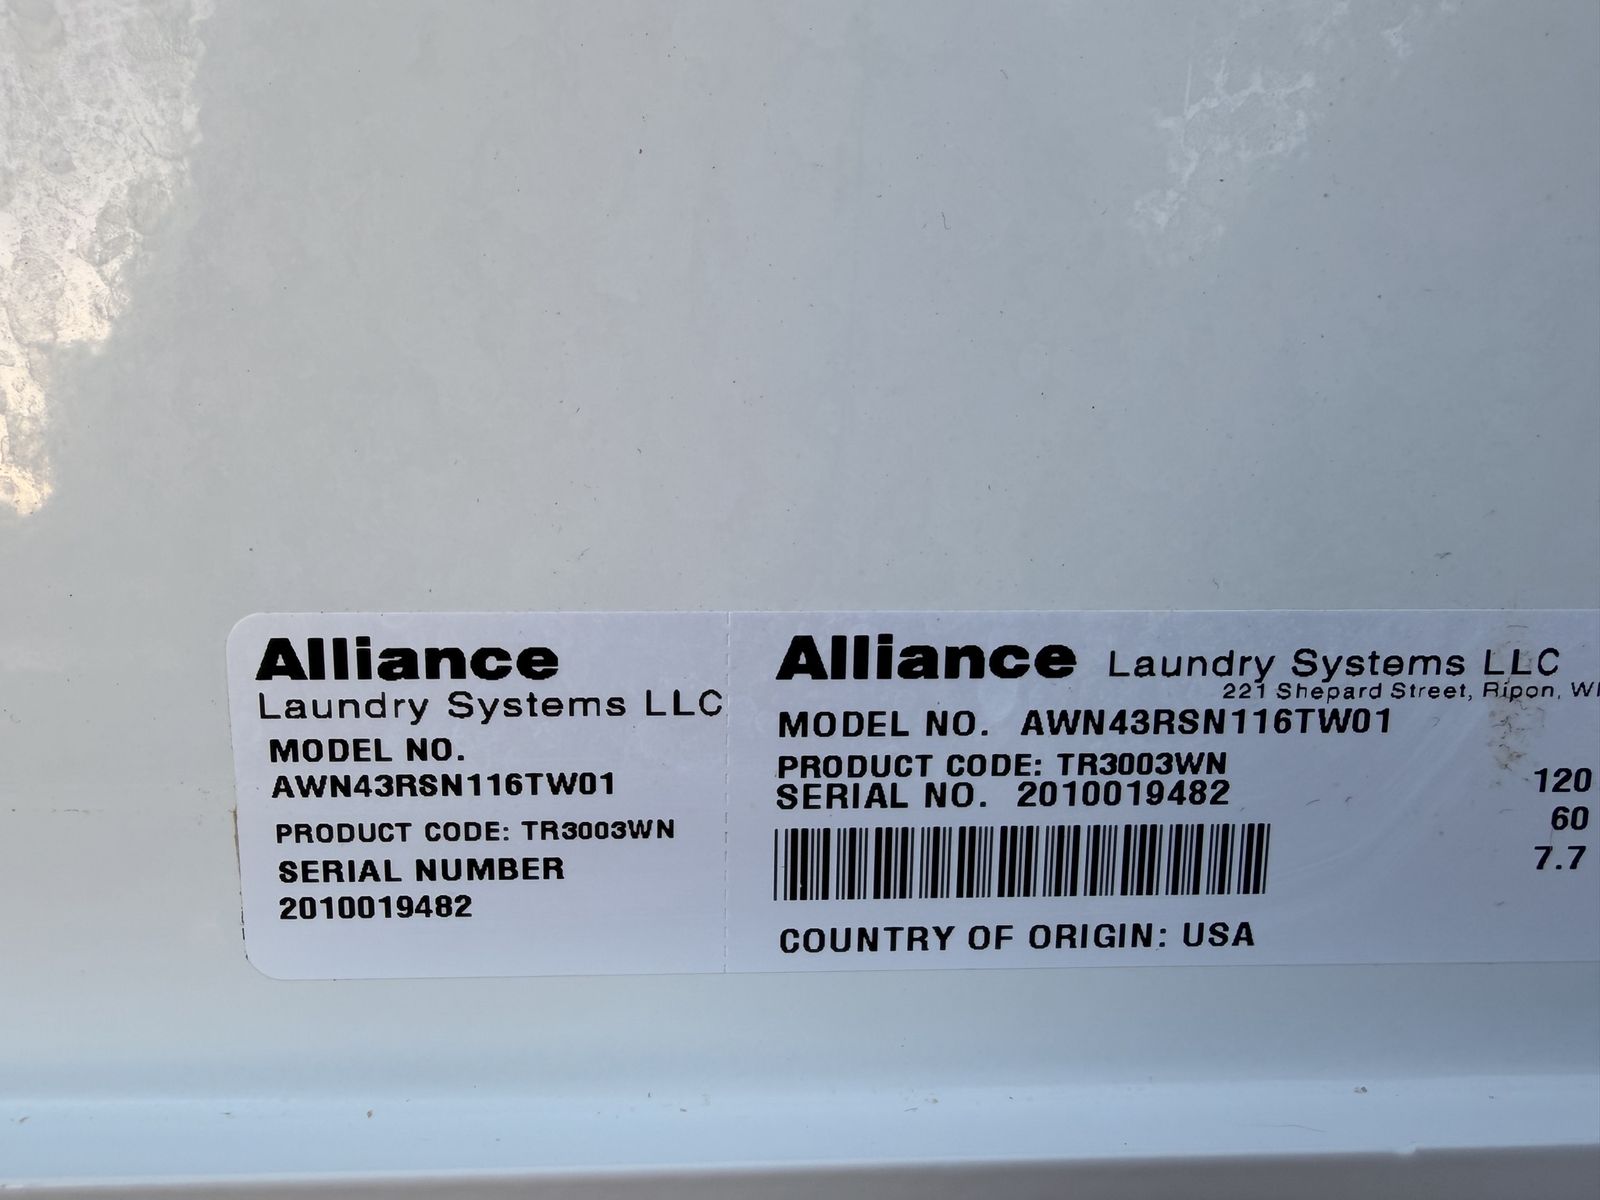 Alliance
Laundry Systems LLC
MODEL NO.
AWN43RSN116TW01
PRODUCT CODE: TR3003WN
SERIAL NUMBER
2010019482
Alliance Laundry Systems LLC
221 Shepard Street, Ripon, WI
MODEL NO. AWN43RSN116TW01
PRODUCT CODE: TR3003WN
SERIAL NO. 2010019482
120
60
7.7
COUNTRY OF ORIGIN: USA